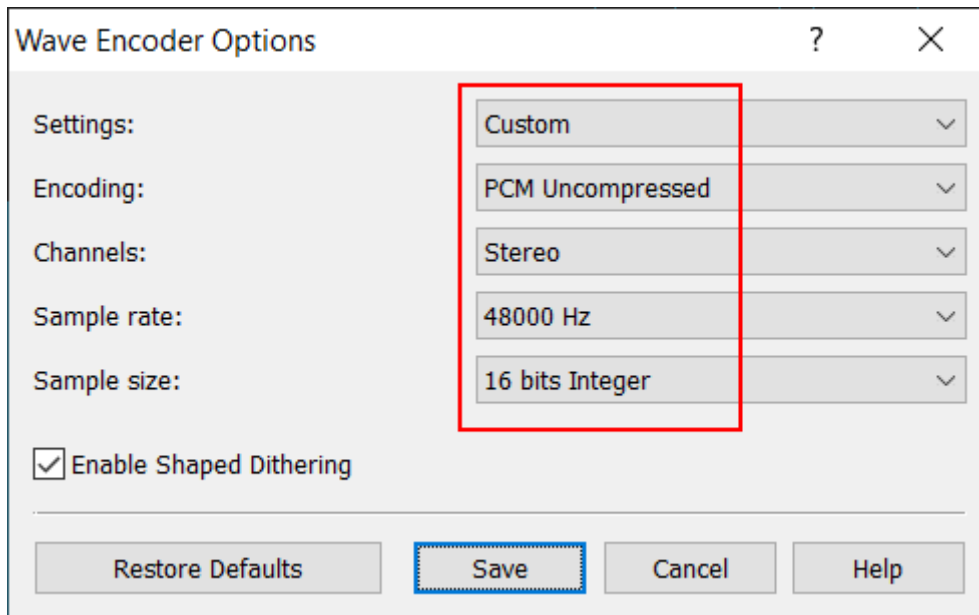 Wave Encoder Options ?
Settings: Custom
Encoding: PCM Uncompressed
Channels: Stereo
Sample rate: 48000 Hz
Sample size: 16 bits Integer
Enable Shaped Dithering
Restore Defaults Save Cancel Help